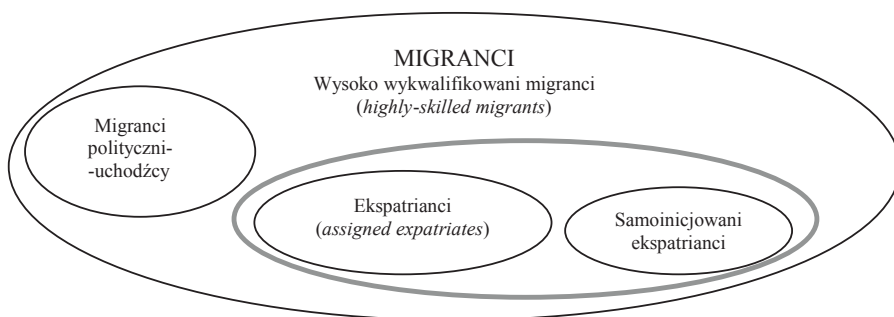 MIGRANCI
Wysoko wykwalifikowani migranci
(highly-skilled migrants)
Migranci
polityczni-
-uchodźcy
Ekspatrianci
(assigned expatriates)
Samoinicjowani
ekspatrianci